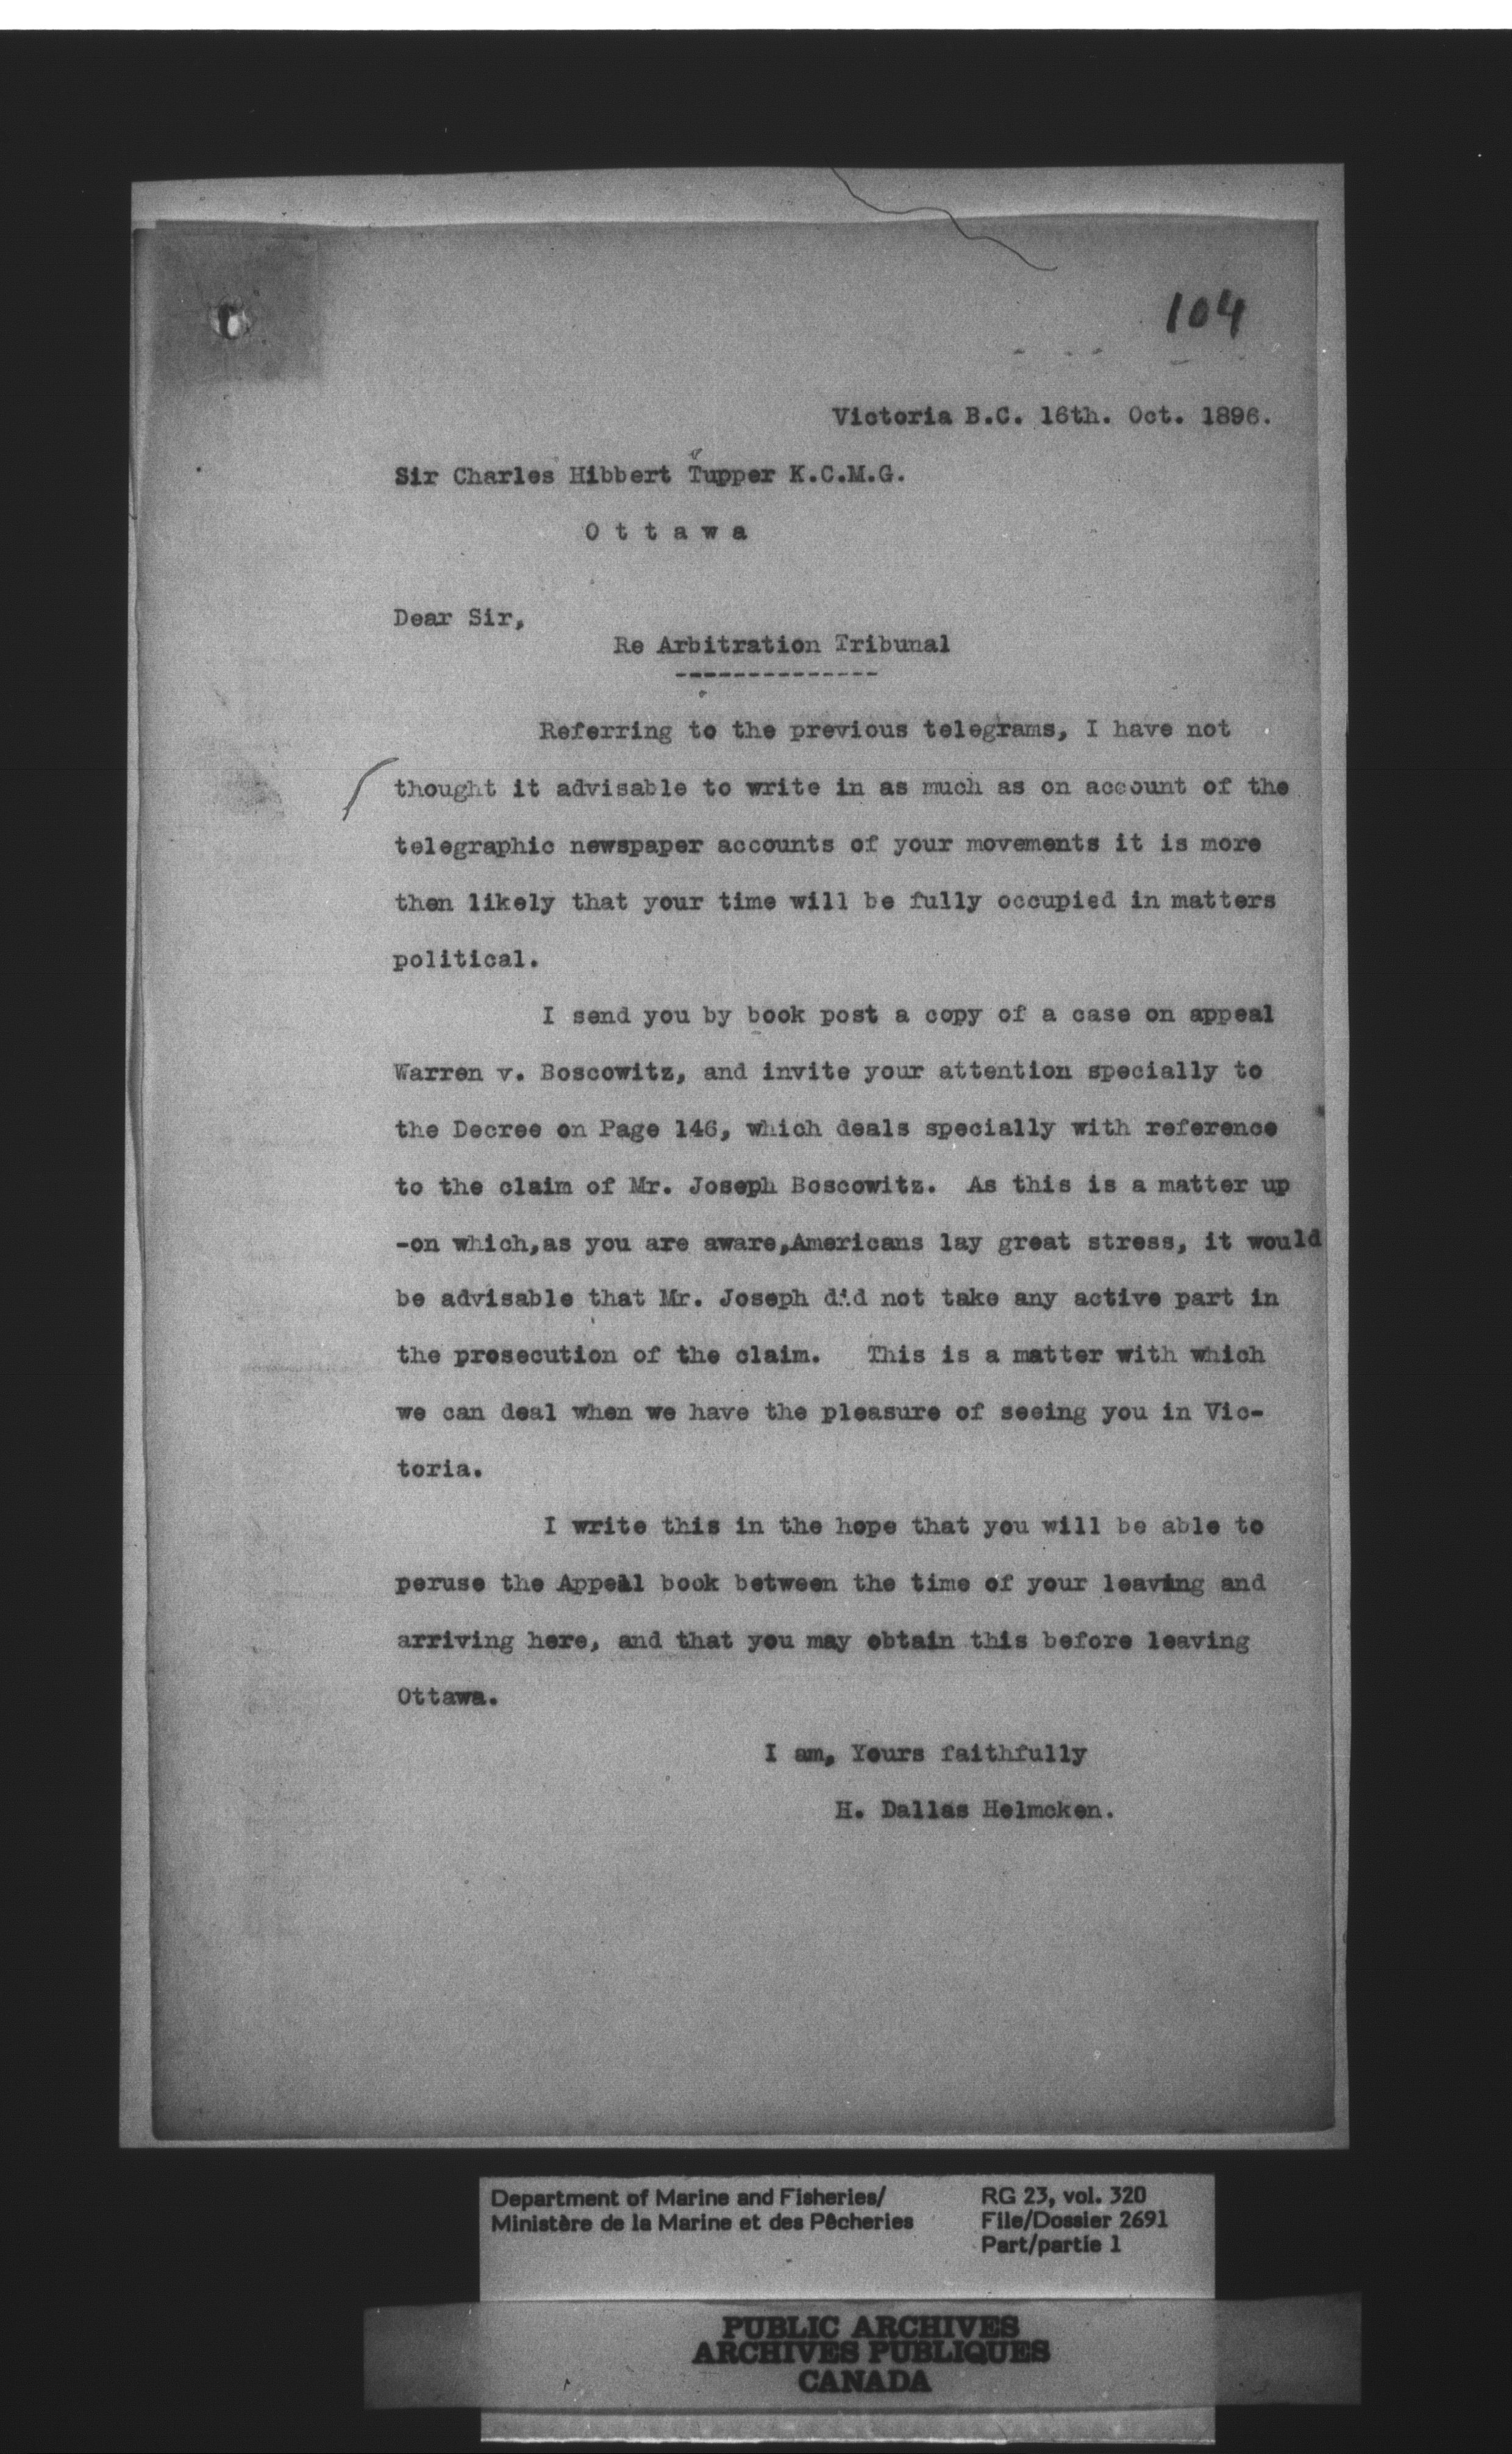 104
Victoria B.C. 16th. Oct. 1896.
Sir Charles Hibbert Tupper K.C.M.G.
O t t a w a
Dear Sir,
Re Arbitration Tribunal
--------------
Referring to the previous telegrams, I have not
thought it advisable to write in as much as on account of the
telegraphic newspaper accounts of your movements it is more
then likely that your time will be fully occupied in matters
political.
I send you by book post a copy of a case on appeal
Warren v. Boscowitz, and invite your attention specially to
the Decree on Page 146, which deals specially with reference
to the claim of Mr. Joseph Boscowitz. As this is a matter up
-on which,as you are aware,Americans lay great stress, it would
be advisable that Mr. Joseph did not take any active part in
the prosecution of the claim. This is a matter with which
we can deal when we have the pleasure of seeing you in Vic-
toria.
I write this in the hope that you will be able to
peruse the Appeal book between the time of your leaving and
arriving here, and that you may obtain this before leaving
Ottawa.
I am, Yours faithfully
H. Dallas Helmcken.
Department of Marine and Fisheries/
Ministère de la Marine et des Pêcheries
RG 23, vol. 320
File/Dossier 2691
Part/partie 1
PUBLIC ARCHIVES
ARCHIVES PUBLIQUES
CANADA